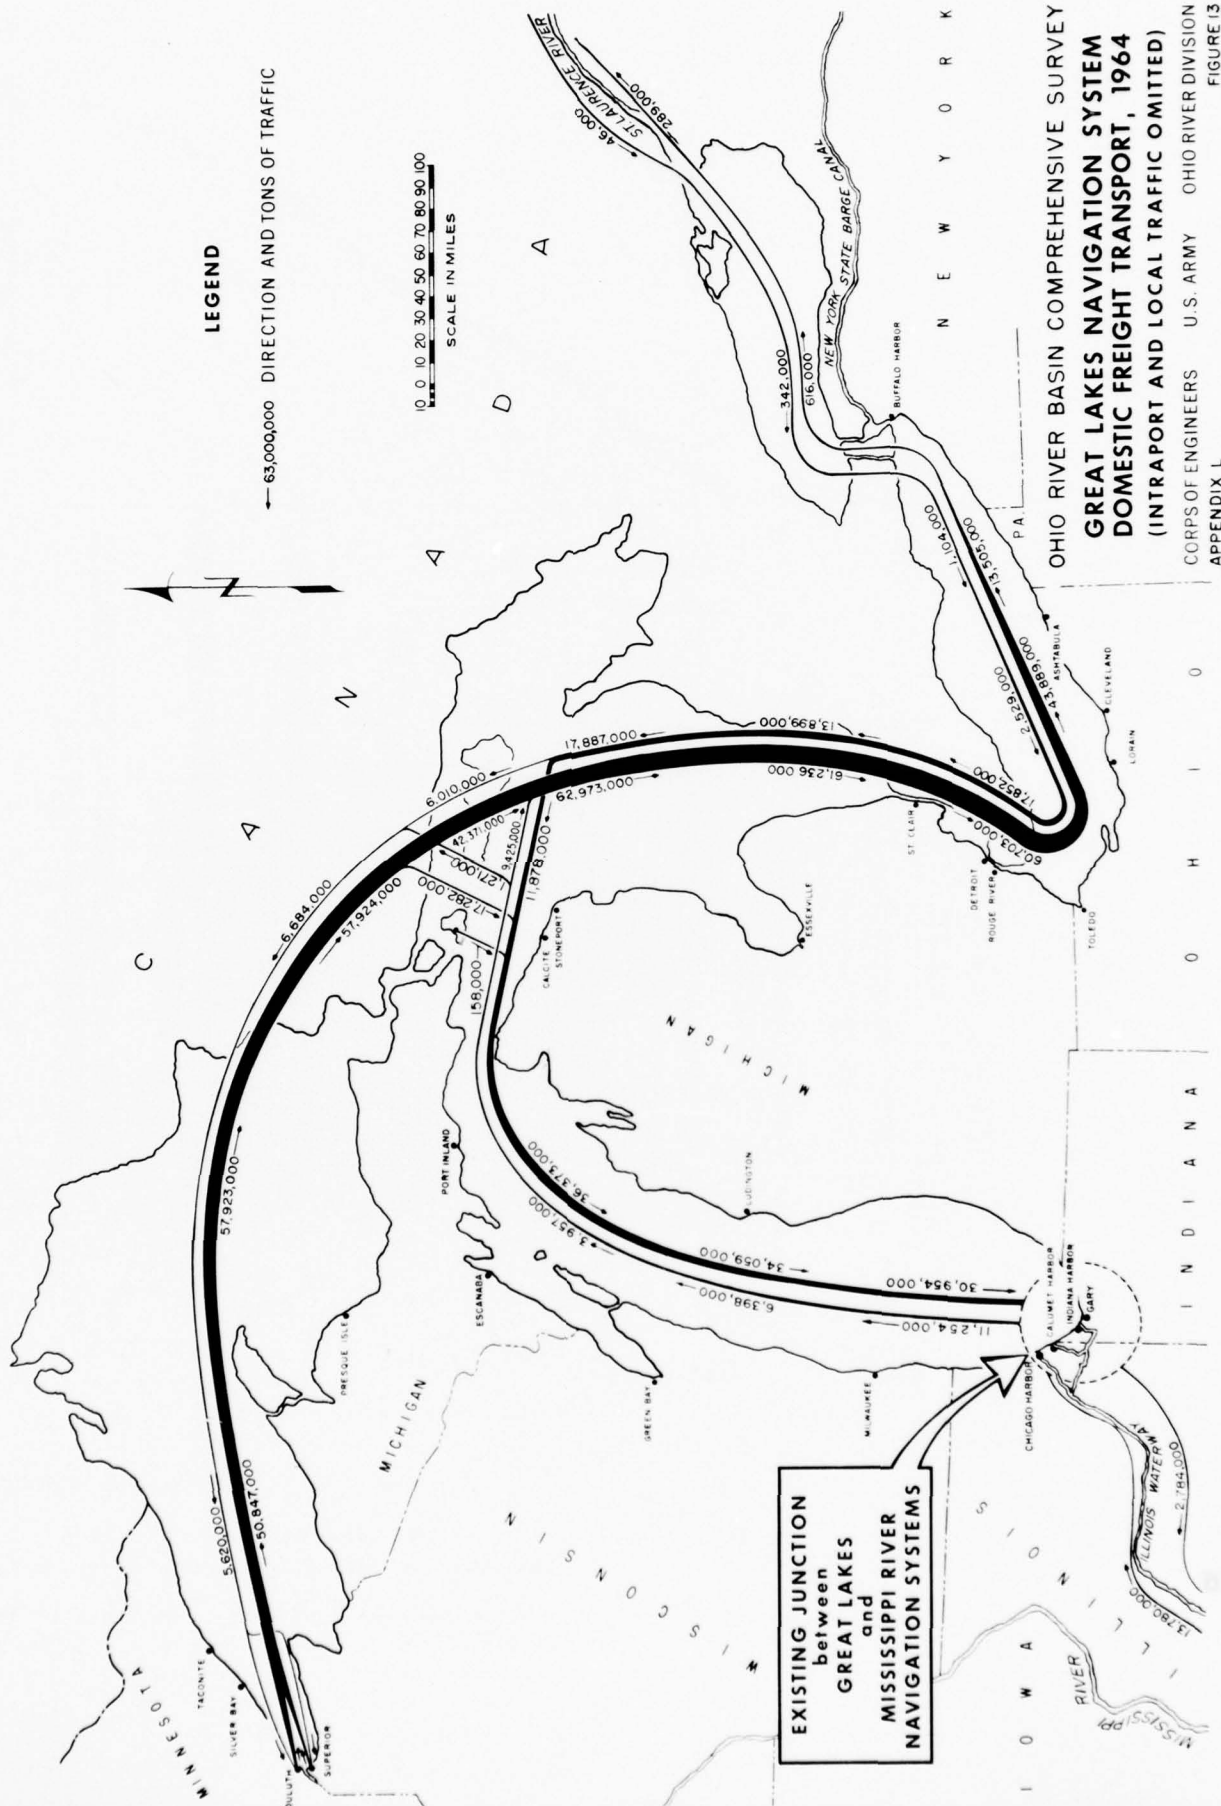 LEGEND
63,000,000 DIRECTION AND TONS OF TRAFFIC
10 0 10 20 30 40 50 60 70 80 90 100
SCALE IN MILES
N
C A N A D A
MINNESOTA
TACONITE
SILVER BAY
SUPERIOR
5,620,000
50,847,000
57,923,000
6,684,000
57,924,000
6,010,000
42,371,000
1,271,000
17,282,000
158,000
9,425,000
11,878,000
62,973,000
17,887,000
61,236,000
13,899,000
17,852,000
60,703,000
2,529,000
43,889,000
1,104,000
13,505,000
342,000
616,000
46,000
289,000
ST. LAURENCE RIVER
NEW YORK STATE BARGE CANAL
BUFFALO HARBOR
N E W Y O R K
PA.
ASHTABULA
CLEVELAND
LORAIN
O H I O
TOLEDO
ROUGE RIVER
DETROIT
ST CLAIR
ESSEXVILLE
CALCITE
STONEPORT
MICHIGAN
LUDINGTON
PORT INLAND
ESCANABA
PRESQUE ISLE
MICHIGAN
GREEN BAY
MILWAUKEE
WISCONSIN
36,373,000
3,957,000
34,059,000
6,398,000
30,954,000
11,254,000
CHICAGO HARBOR
CALUMET HARBOR
INDIANA HARBOR
GARY
I N D I A N A
ILLINOIS
ILLINOIS WATERWAY
2,784,000
13,780,000
MISSISSIPPI RIVER
I O W A
EXISTING JUNCTION
between
GREAT LAKES
and
MISSISSIPPI RIVER
NAVIGATION SYSTEMS
OHIO RIVER BASIN COMPREHENSIVE SURVEY
GREAT LAKES NAVIGATION SYSTEM
DOMESTIC FREIGHT TRANSPORT, 1964
(INTRAPORT AND LOCAL TRAFFIC OMITTED)
CORPS OF ENGINEERS U.S. ARMY OHIO RIVER DIVISION
APPENDIX L FIGURE 13